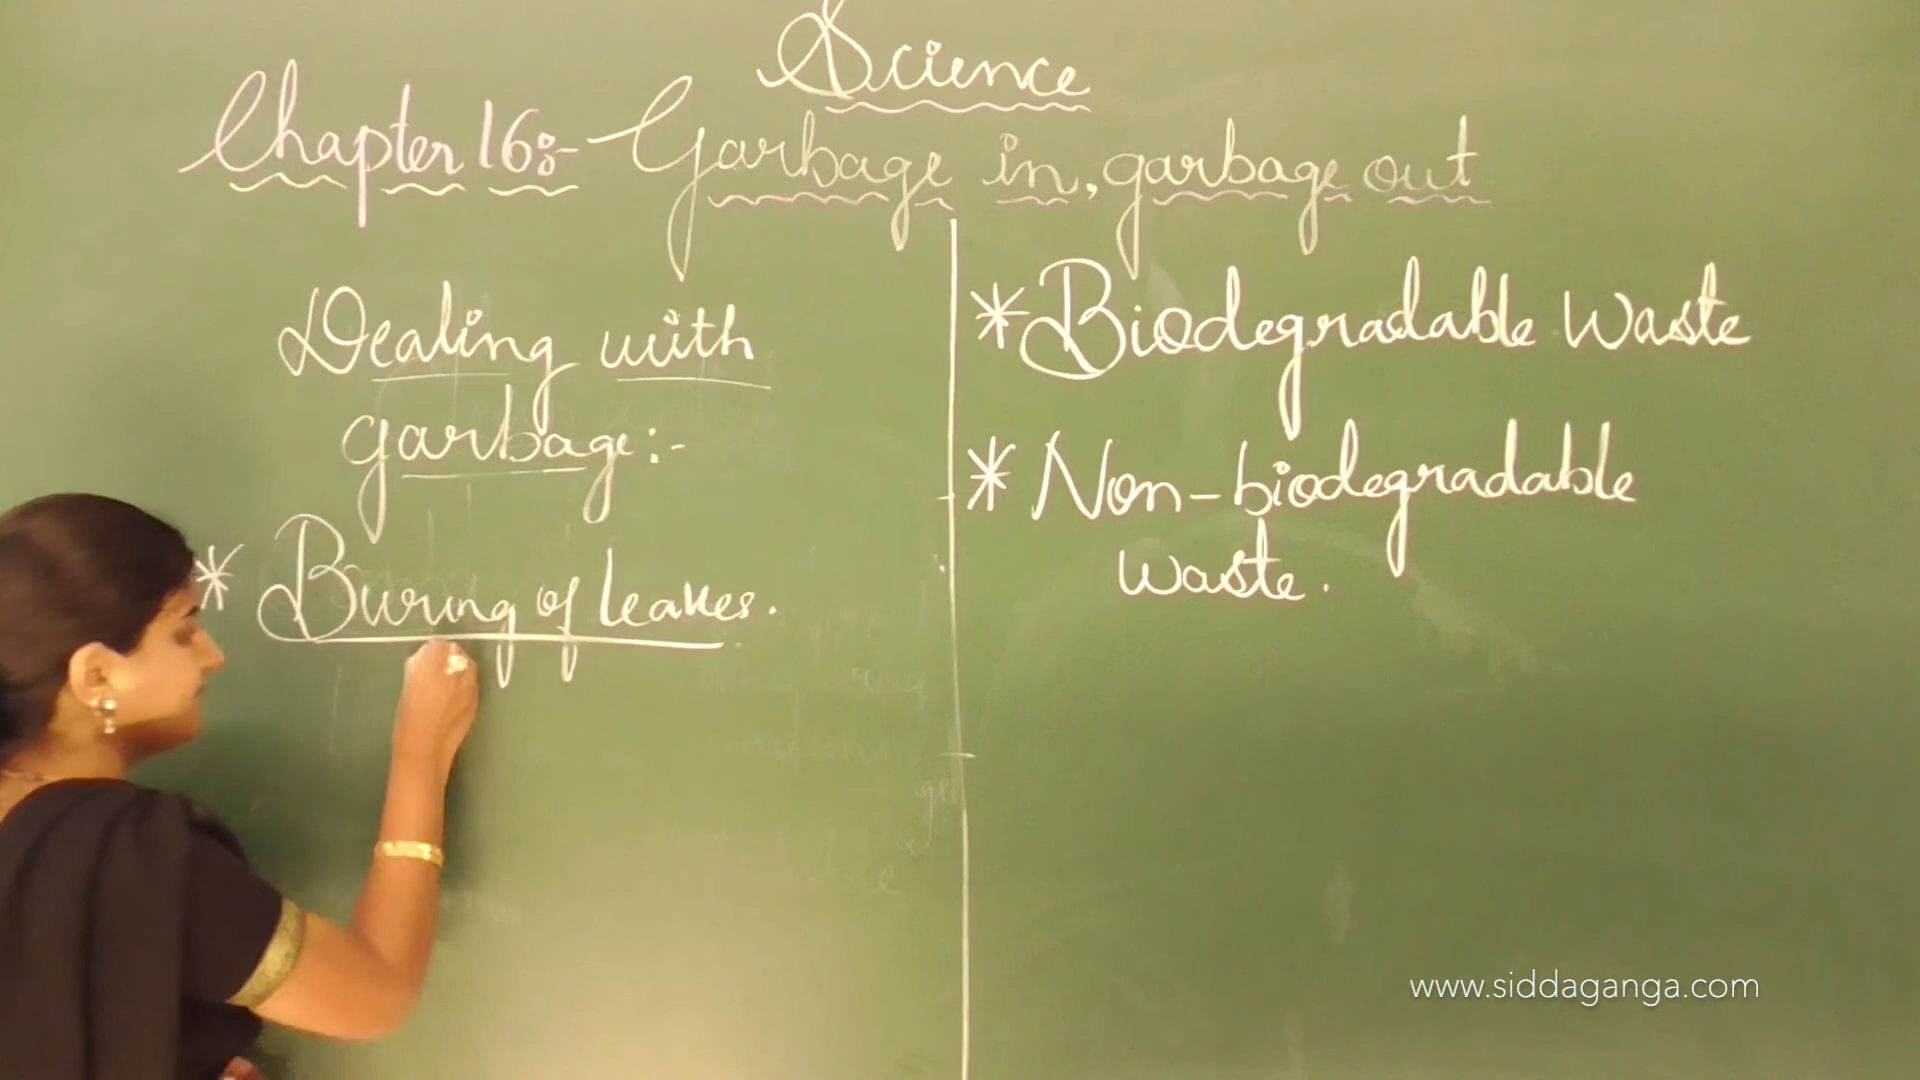 Science
Chapter 16:- Garbage in, garbage out
Dealing with
garbage:-
* Buring of leaves.
* Biodegradable Waste
* Non-biodegradable
waste.
www.siddaganga.com